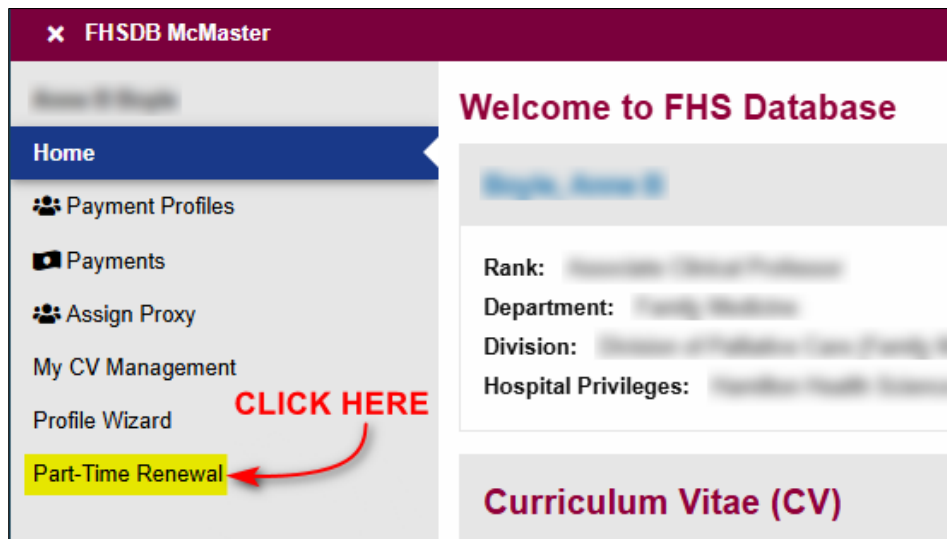 × FHSDB McMaster
Home
Payment Profiles
Payments
Assign Proxy
My CV Management
Profile Wizard
CLICK HERE
Part-Time Renewal
Welcome to FHS Database
Rank:
Department:
Division:
Hospital Privileges:
Curriculum Vitae (CV)